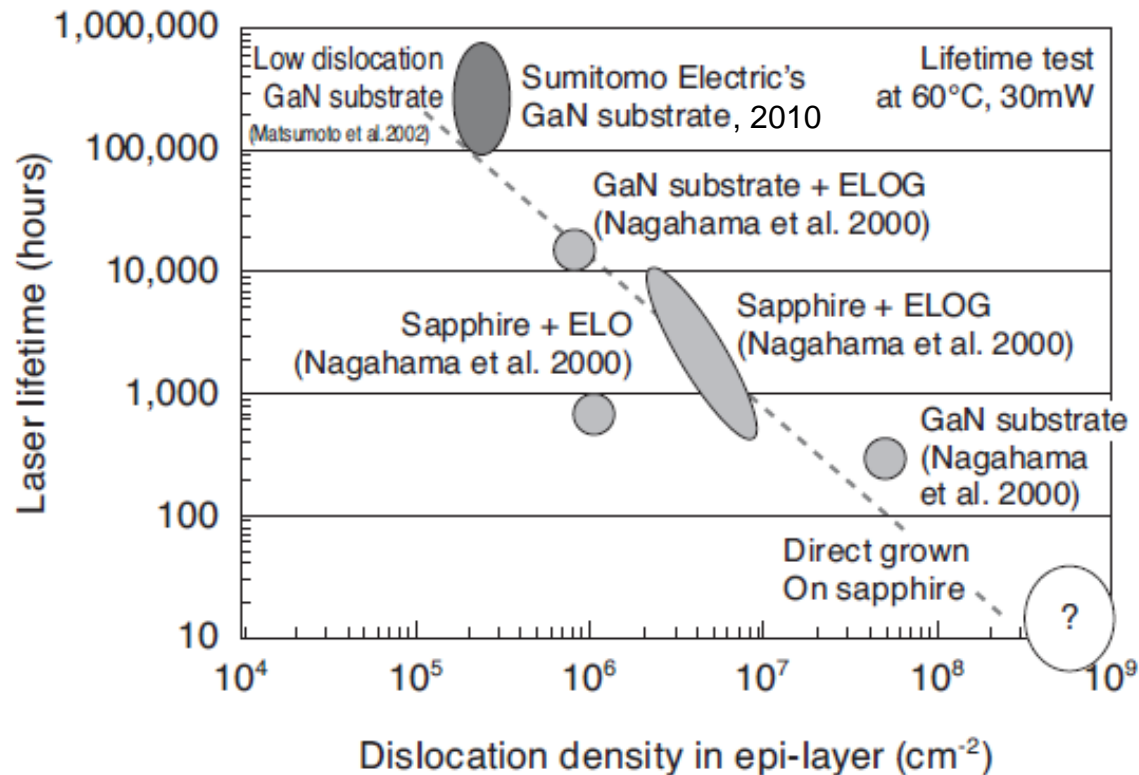 1,000,000
100,000
10,000
1,000
100
10
Laser lifetime (hours)
Low dislocation
GaN substrate
(Matsumoto et al. 2002)
Sumitomo Electric's
GaN substrate, 2010
Lifetime test
at 60°C, 30mW
GaN substrate + ELOG
(Nagahama et al. 2000)
Sapphire + ELO
(Nagahama et al. 2000)
Sapphire + ELOG
(Nagahama et al. 2000)
GaN substrate
(Nagahama
et al. 2000)
Direct grown
On sapphire
?
10⁴ 10⁵ 10⁶ 10⁷ 10⁸ 10⁹
Dislocation density in epi-layer (cm⁻²)